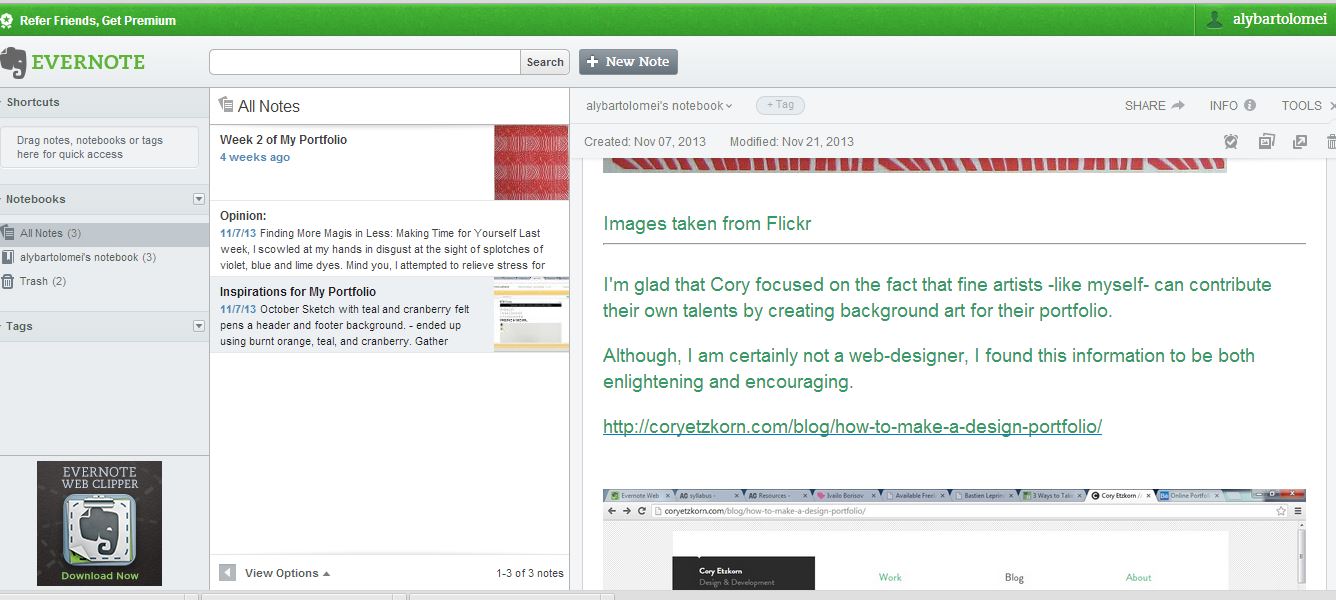 Refer Friends, Get Premium
alybartolomei
EVERNOTE
Search
+ New Note
Shortcuts
Drag notes, notebooks or tags
here for quick access
Notebooks
All Notes (3)
alybartolomei's notebook (3)
Trash (2)
Tags
EVERNOTE
WEB CLIPPER
Download Now
All Notes
Week 2 of My Portfolio
4 weeks ago
Opinion:
11/7/13 Finding More Magis in Less: Making Time for Yourself Last
week, I scowled at my hands in disgust at the sight of splotches of
violet, blue and lime dyes. Mind you, I attempted to relieve stress for
Inspirations for My Portfolio
11/7/13 October Sketch with teal and cranberry felt
pens a header and footer background. - ended up
using burnt orange, teal, and cranberry. Gather
View Options
1-3 of 3 notes
alybartolomei's notebook
+ Tag
SHARE
INFO
TOOLS
Created: Nov 07, 2013 Modified: Nov 21, 2013
Images taken from Flickr
I'm glad that Cory focused on the fact that fine artists -like myself- can contribute
their own talents by creating background art for their portfolio.
Although, I am certainly not a web-designer, I found this information to be both
enlightening and encouraging.
http://coryetzkorn.com/blog/how-to-make-a-design-portfolio/
Evernote Web
AO syllabus -
AO Resources -
Ivailo Borisov
Available Freel
Bastien Leprin
3 Ways to Take
Cory Etzkorn /
Bē Online Portfol
coryetzkorn.com/blog/how-to-make-a-design-portfolio/
Cory Etzkorn
Design & Development
Work
Blog
About